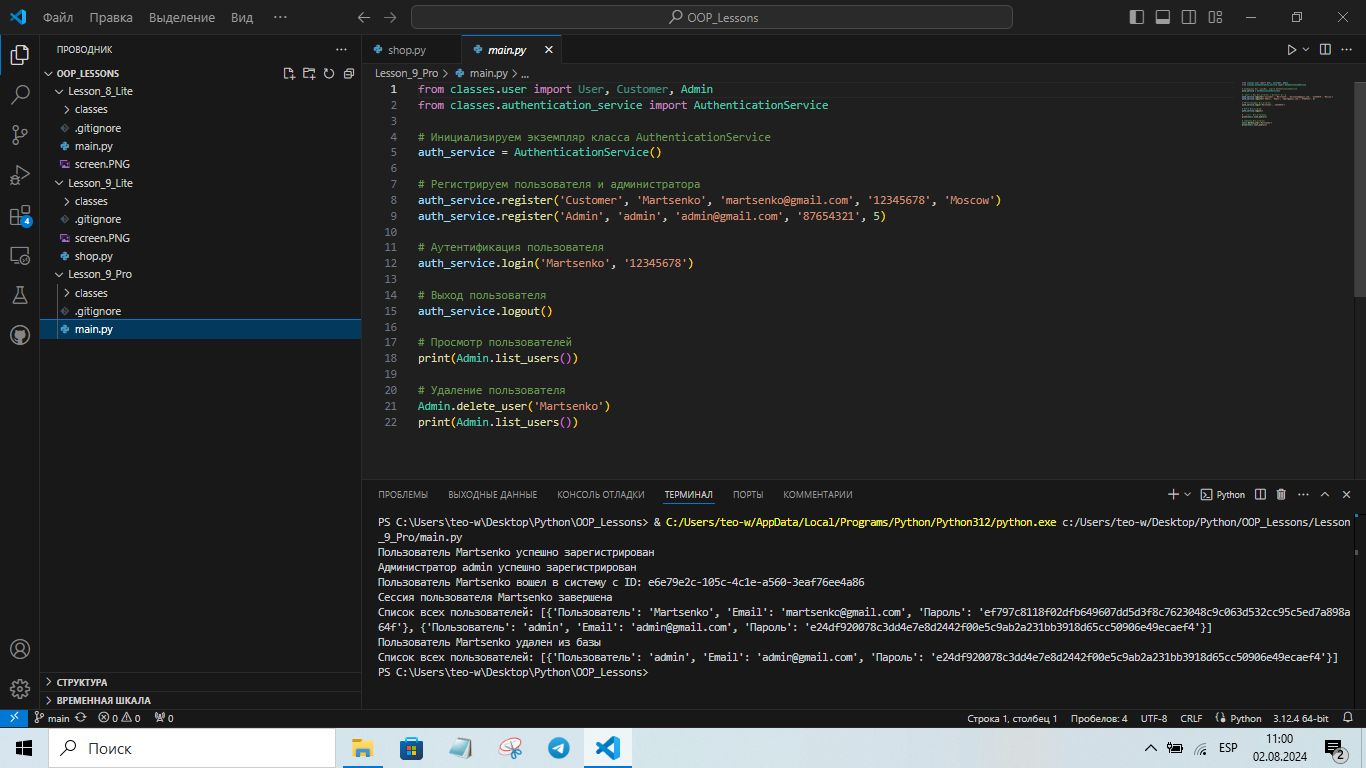 Файл Правка Выделение Вид ··· OOP_Lessons
ПРОВОДНИК ···
OOP_LESSONS
Lesson_8_Lite
classes
.gitignore
main.py
screen.PNG
Lesson_9_Lite
classes
.gitignore
screen.PNG
shop.py
Lesson_9_Pro
classes
.gitignore
main.py
4
СТРУКТУРА
ВРЕМЕННАЯ ШКАЛА
shop.py main.py
Lesson_9_Pro > main.py > ...
1 from classes.user import User, Customer, Admin
2 from classes.authentication_service import AuthenticationService
3
4 # Инициализируем экземпляр класса AuthenticationService
5 auth_service = AuthenticationService()
6
7 # Регистрируем пользователя и администратора
8 auth_service.register('Customer', 'Martsenko', 'martsenko@gmail.com', '12345678', 'Moscow')
9 auth_service.register('Admin', 'admin', 'admin@gmail.com', '87654321', 5)
10
11 # Аутентификация пользователя
12 auth_service.login('Martsenko', '12345678')
13
14 # Выход пользователя
15 auth_service.logout()
16
17 # Просмотр пользователей
18 print(Admin.list_users())
19
20 # Удаление пользователя
21 Admin.delete_user('Martsenko')
22 print(Admin.list_users())
ПРОБЛЕМЫ ВЫХОДНЫЕ ДАННЫЕ КОНСОЛЬ ОТЛАДКИ ТЕРМИНАЛ ПОРТЫ КОММЕНТАРИИ Python
PS C:\Users\teo-w\Desktop\Python\OOP_Lessons> & C:/Users/teo-w/AppData/Local/Programs/Python/Python312/python.exe c:/Users/teo-w/Desktop/Python/OOP_Lessons/Lesson
_9_Pro/main.py
Пользователь Martsenko успешно зарегистрирован
Администратор admin успешно зарегистрирован
Пользователь Martsenko вошел в систему с ID: e6e79e2c-105c-4c1e-a560-3eaf76ee4a86
Сессия пользователя Martsenko завершена
Список всех пользователей: [{'Пользователь': 'Martsenko', 'Email': 'martsenko@gmail.com', 'Пароль': 'ef797c8118f02dfb649607dd5d3f8c7623048c9c063d532cc95c5ed7a898a
64f'}, {'Пользователь': 'admin', 'Email': 'admin@gmail.com', 'Пароль': 'e24df920078c3dd4e7e8d2442f00e5c9ab2a231bb3918d65cc50906e49ecaef4'}]
Пользователь Martsenko удален из базы
Список всех пользователей: [{'Пользователь': 'admin', 'Email': 'admin@gmail.com', 'Пароль': 'e24df920078c3dd4e7e8d2442f00e5c9ab2a231bb3918d65cc50906e49ecaef4'}]
PS C:\Users\teo-w\Desktop\Python\OOP_Lessons>
main 0 0 0 Строка 1, столбец 1 Пробелов: 4 UTF-8 CRLF Python 3.12.4 64-bit
Поиск ESP 11:00
02.08.2024 2